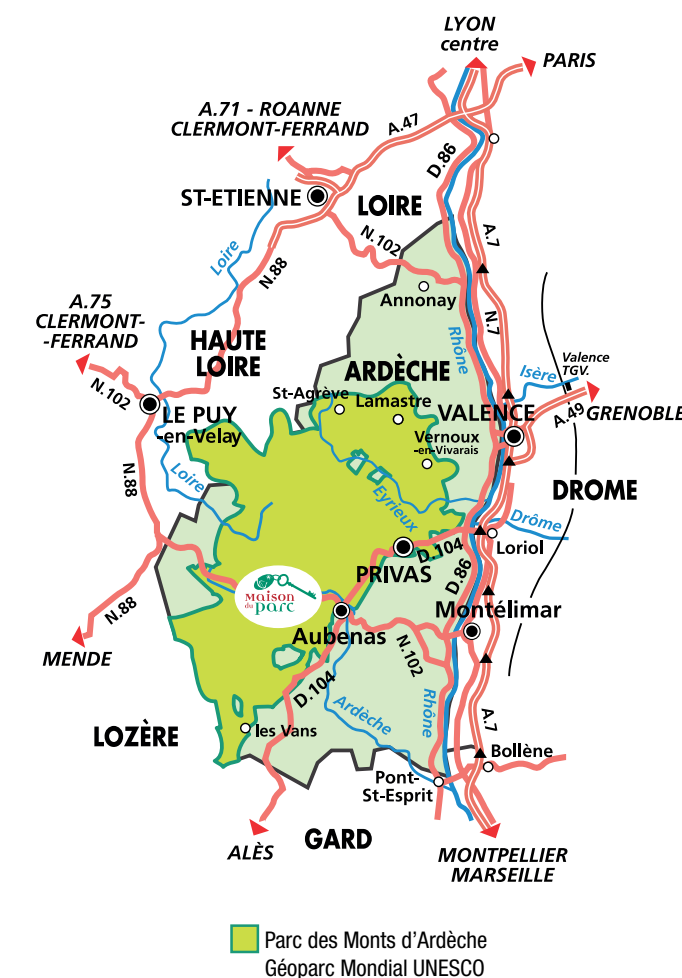 LYON
centre
PARIS
A.71 - ROANNE
CLERMONT-FERRAND
A.47
D.86
ST-ETIENNE
LOIRE
N.102
A.7
Loire
N.88
Annonay
A.75
CLERMONT-
-FERRAND
HAUTE
LOIRE
N.7
Rhône
ARDÈCHE
Isère
Valence
TGV.
N.102
St-Agrève
Lamastre
VALENCE
A.49
GRENOBLE
LE PUY
-en-Velay
Vernoux
-en-Vivarais
N.88
Loire
Eyrieux
DROME
Drôme
D.104
Loriol
PRIVAS
D.86
N.88
Maison
du parc
Aubenas
Montélimar
N.102
MENDE
D.104
Ardèche
Rhône
A.7
LOZÈRE
les Vans
Bollène
Pont-
St-Esprit
GARD
ALÈS
MONTPELLIER
MARSEILLE
Parc des Monts d'Ardèche
Géoparc Mondial UNESCO